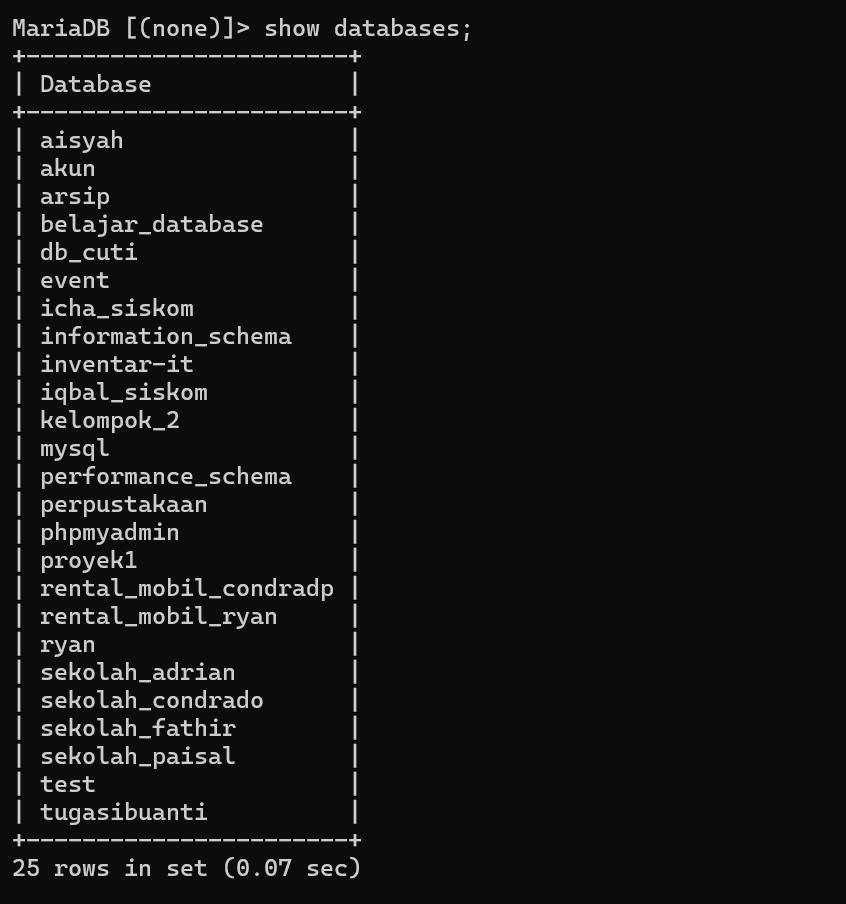 MariaDB [(none)]> show databases;
+-----------------------+
| Database              |
+-----------------------+
| aisyah                |
| akun                  |
| arsip                 |
| belajar_database      |
| db_cuti               |
| event                 |
| icha_siskom           |
| information_schema    |
| inventar-it           |
| iqbal_siskom          |
| kelompok_2            |
| mysql                 |
| performance_schema    |
| perpustakaan          |
| phpmyadmin            |
| proyek1               |
| rental_mobil_condradp |
| rental_mobil_ryan     |
| ryan                  |
| sekolah_adrian        |
| sekolah_condrado      |
| sekolah_fathir        |
| sekolah_paisal        |
| test                  |
| tugasibuanti          |
+-----------------------+
25 rows in set (0.07 sec)